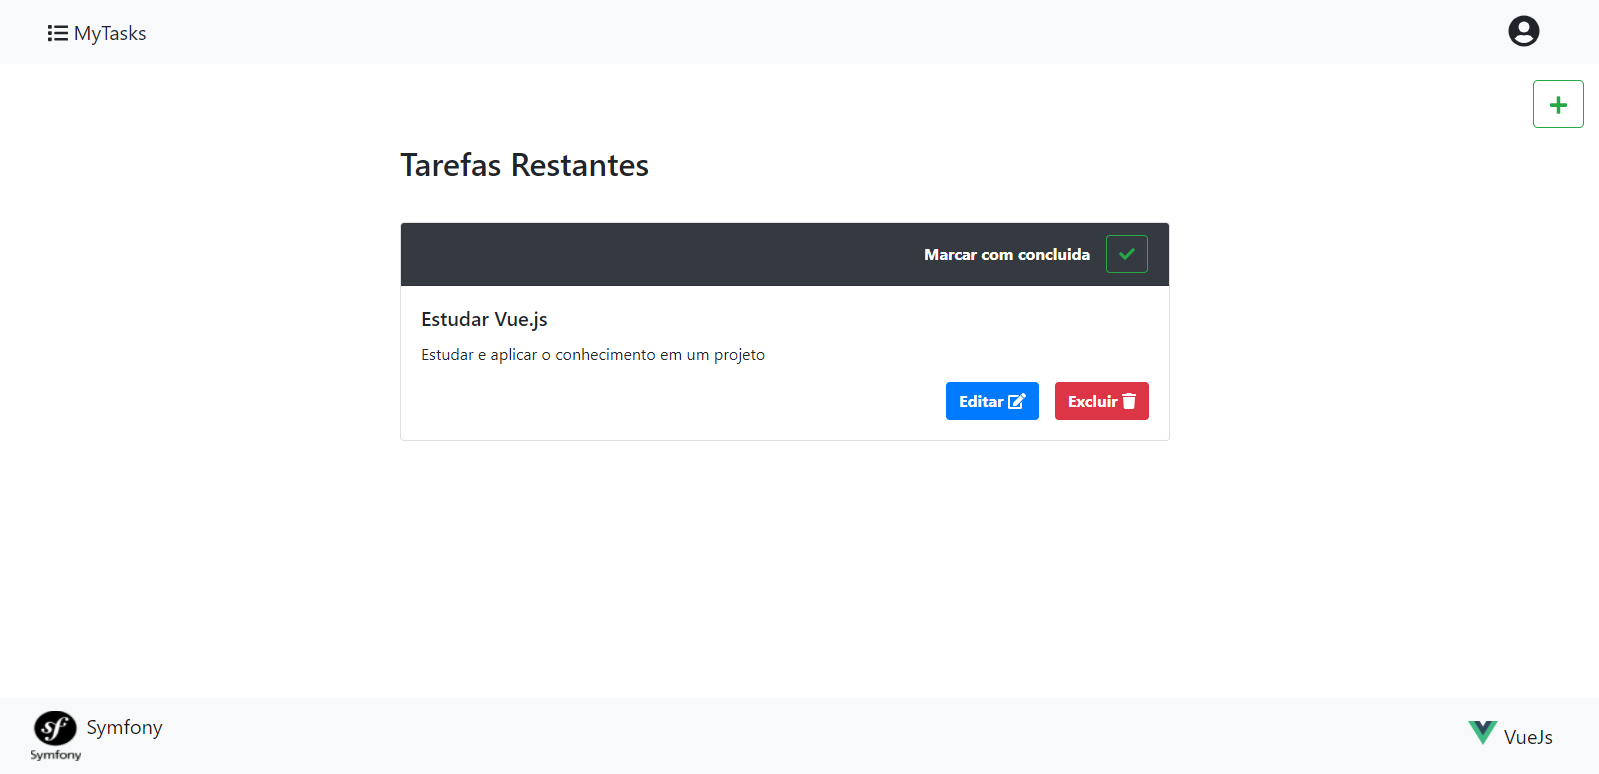 MyTasks
Tarefas Restantes
Marcar com concluida
Estudar Vue.js
Estudar e aplicar o conhecimento em um projeto
Editar
Excluir
sf
Symfony
Symfony
VueJs